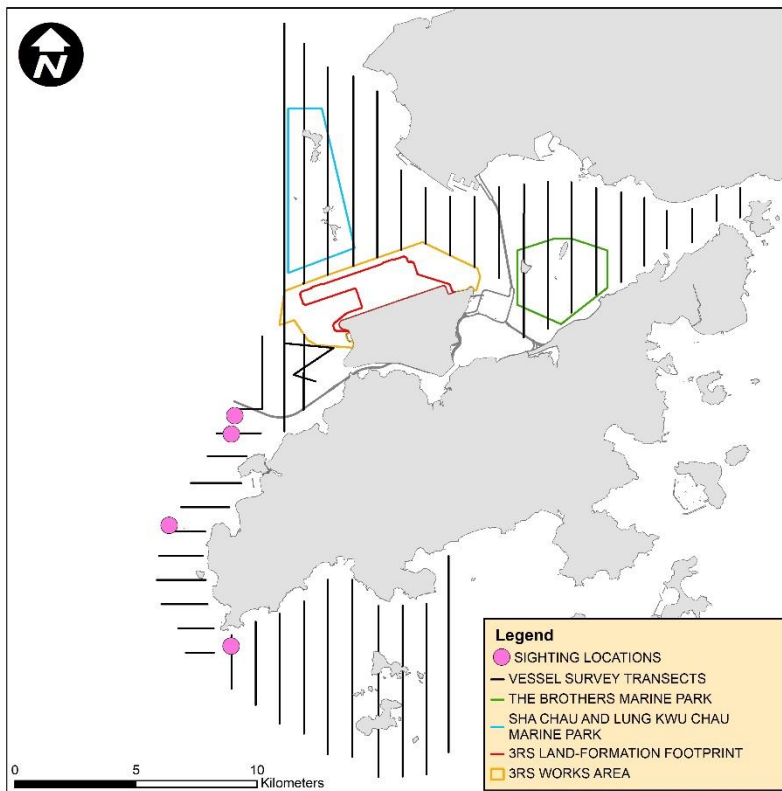 N
Legend
SIGHTING LOCATIONS
VESSEL SURVEY TRANSECTS
THE BROTHERS MARINE PARK
SHA CHAU AND LUNG KWU CHAU
MARINE PARK
3RS LAND-FORMATION FOOTPRINT
3RS WORKS AREA
0 5 10
Kilometers